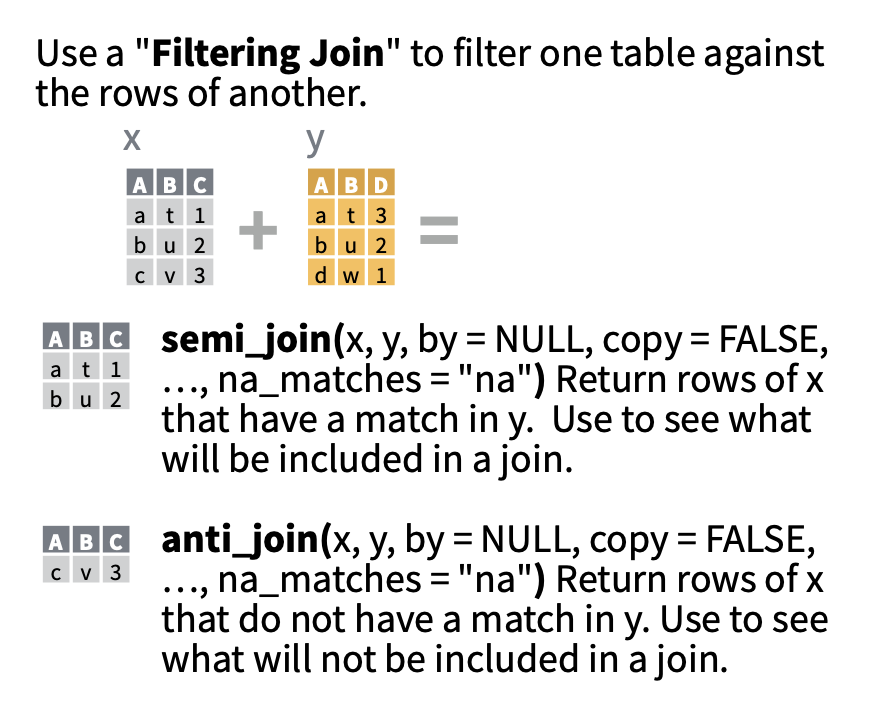 Use a "Filtering Join" to filter one table against
the rows of another.
x y
A B C A B D
a t 1 a t 3
b u 2 + b u 2 =
c v 3 d w 1
A B C
a t 1
b u 2
semi_join(x, y, by = NULL, copy = FALSE,
…, na_matches = "na") Return rows of x
that have a match in y.  Use to see what
will be included in a join.
A B C
c v 3
anti_join(x, y, by = NULL, copy = FALSE,
…, na_matches = "na") Return rows of x
that do not have a match in y. Use to see
what will not be included in a join.